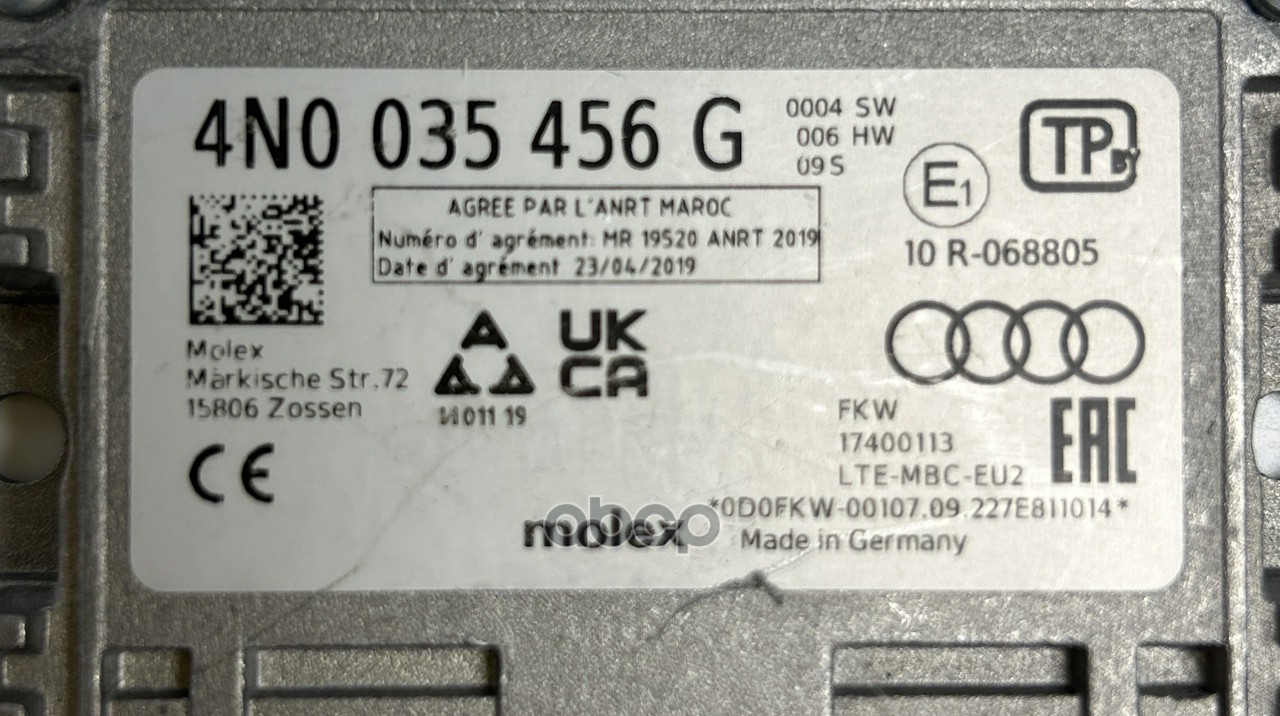 4N0 035 456 G
0004 SW
006 HW
09S
TP BY
E1
10 R-068805
AGREE PAR L'ANRT MAROC
Numéro d' agrément: MR 19520 ANRT 2019
Date d' agrément 23/04/2019
Molex
Märkische Str.72
15806 Zossen
011 19
UK
CA
CE
FKW
17400113
LTE-MBC-EU2
EAC
*0D0FKW-00107.09.227E811014*
molex
Made in Germany